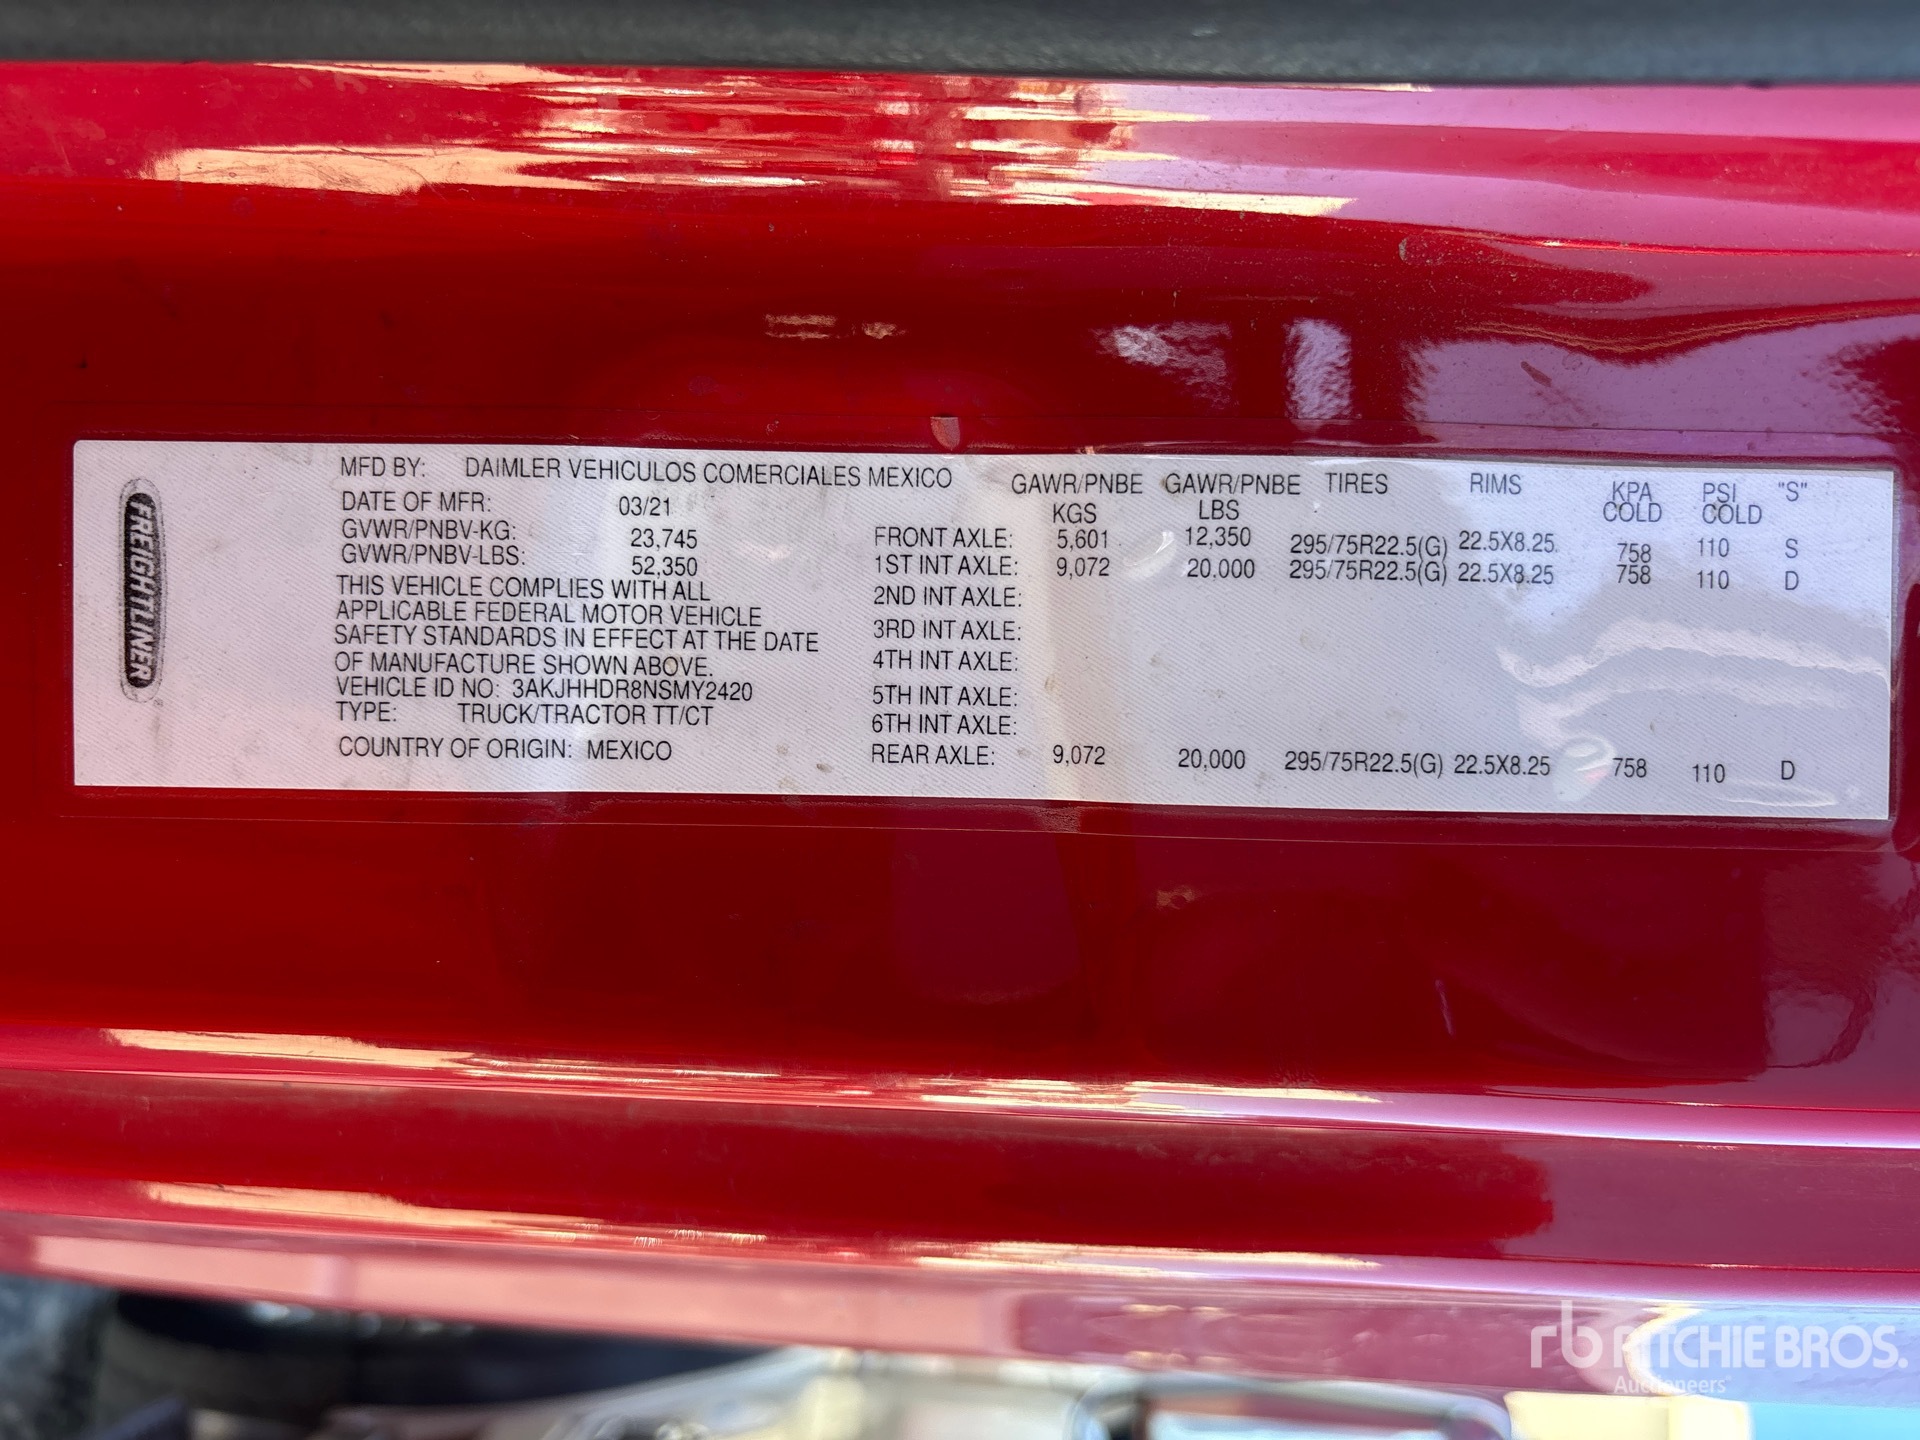 FREIGHTLINER
MFD BY: DAIMLER VEHICULOS COMERCIALES MEXICO
DATE OF MFR: 03/21
GVWR/PNBV-KG: 23,745
GVWR/PNBV-LBS: 52,350
THIS VEHICLE COMPLIES WITH ALL
APPLICABLE FEDERAL MOTOR VEHICLE
SAFETY STANDARDS IN EFFECT AT THE DATE
OF MANUFACTURE SHOWN ABOVE.
VEHICLE ID NO: 3AKJHHDR8NSMY2420
TYPE: TRUCK/TRACTOR TT/CT
COUNTRY OF ORIGIN: MEXICO
GAWR/PNBE GAWR/PNBE TIRES RIMS KPA PSI "S"
KGS LBS COLD COLD
FRONT AXLE: 5,601 12,350 295/75R22.5(G) 22.5X8.25 758 110 S
1ST INT AXLE: 9,072 20,000 295/75R22.5(G) 22.5X8.25 758 110 D
2ND INT AXLE:
3RD INT AXLE:
4TH INT AXLE:
5TH INT AXLE:
6TH INT AXLE:
REAR AXLE: 9,072 20,000 295/75R22.5(G) 22.5X8.25 758 110 D
rb RITCHIE BROS.
Auctioneers